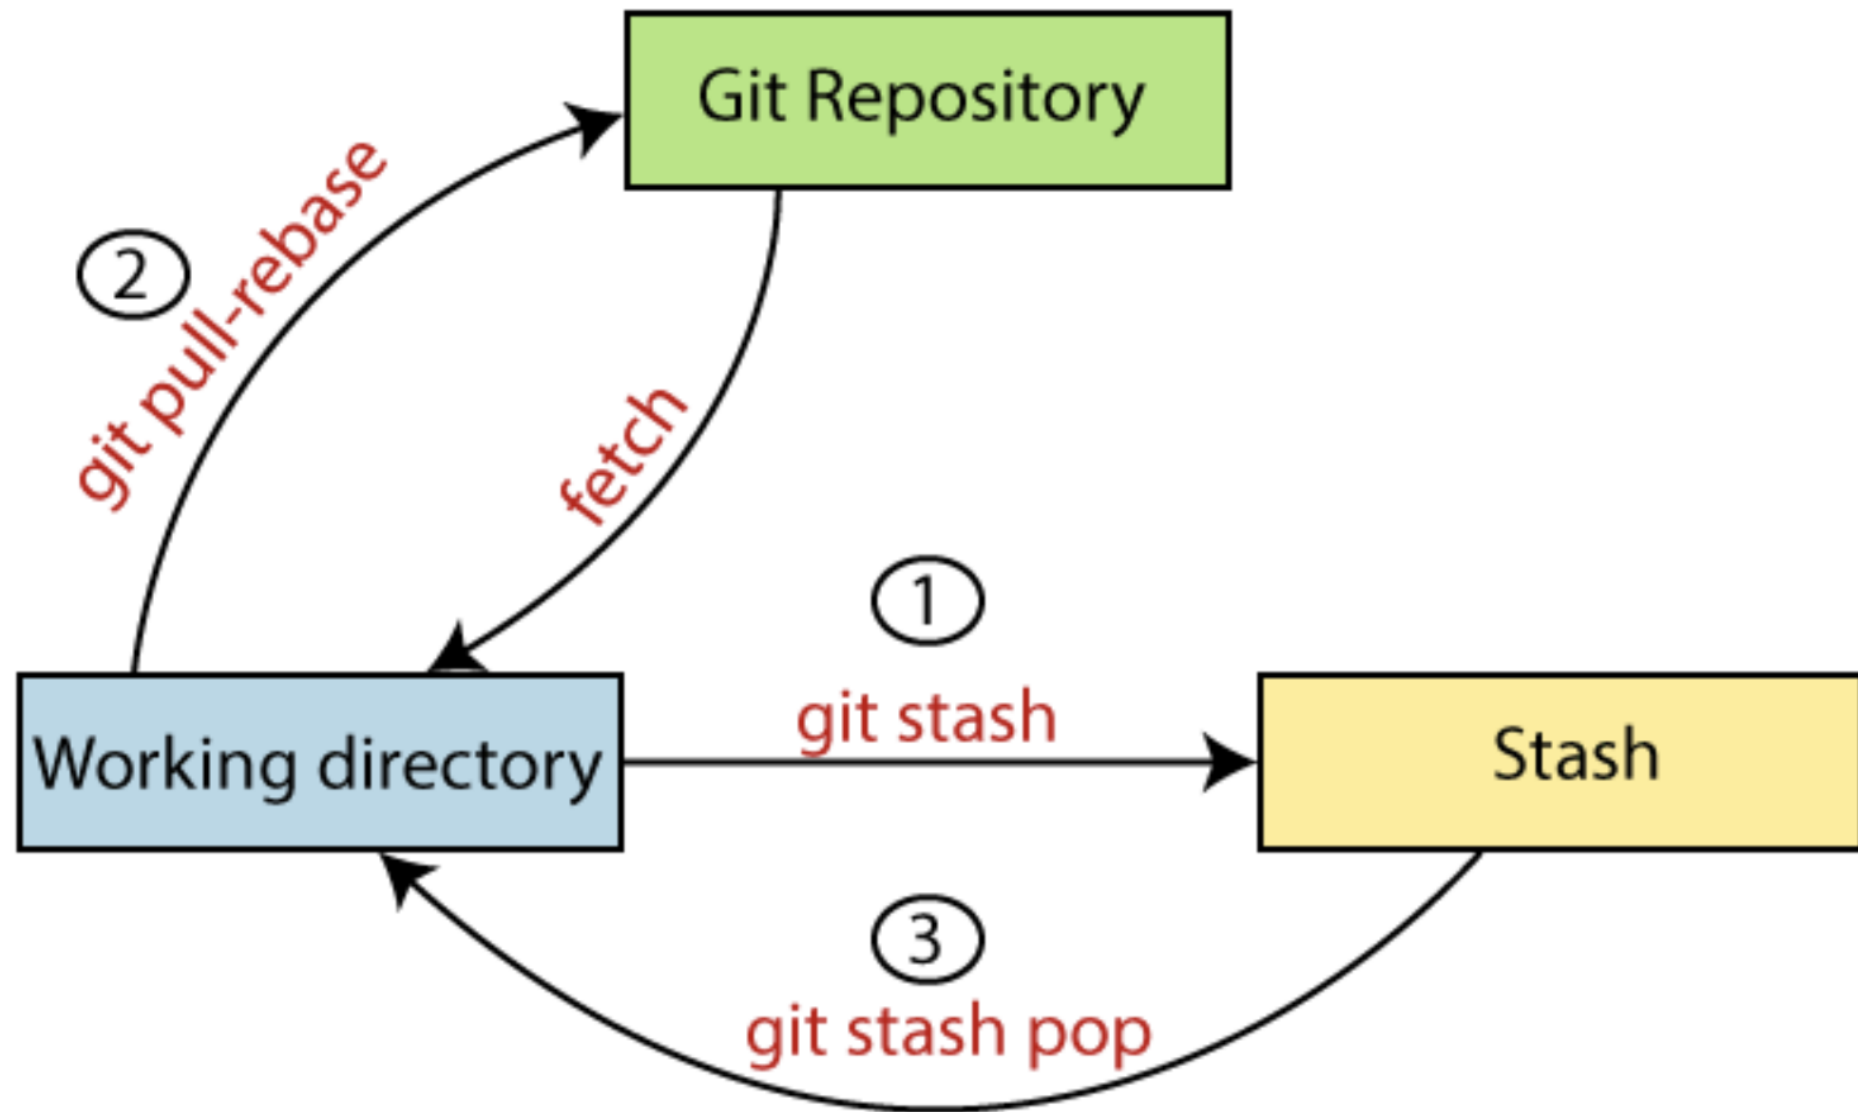 Git Repository
2
git pull-rebase
fetch
1
git stash
Working directory
Stash
3
git stash pop